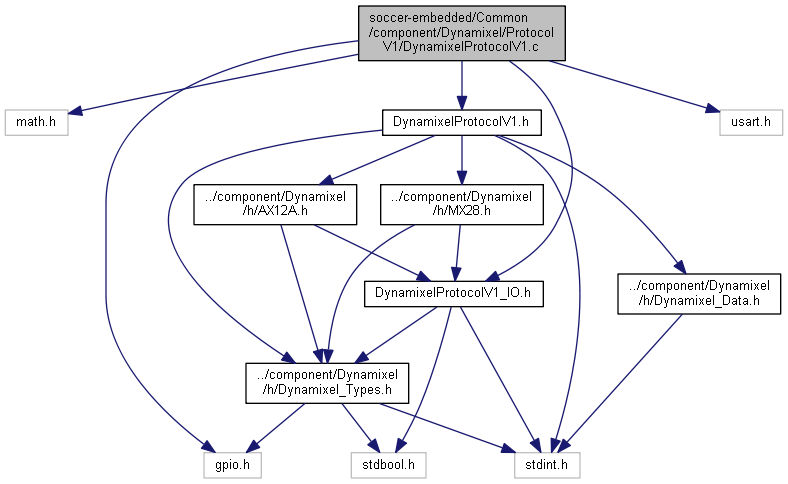 soccer-embedded/Common
/component/Dynamixel/Protocol
V1/DynamixelProtocolV1.c
math.h
DynamixelProtocolV1.h
usart.h
../component/Dynamixel
/h/AX12A.h
../component/Dynamixel
/h/MX28.h
DynamixelProtocolV1_IO.h
../component/Dynamixel
/h/Dynamixel_Data.h
../component/Dynamixel
/h/Dynamixel_Types.h
gpio.h
stdbool.h
stdint.h